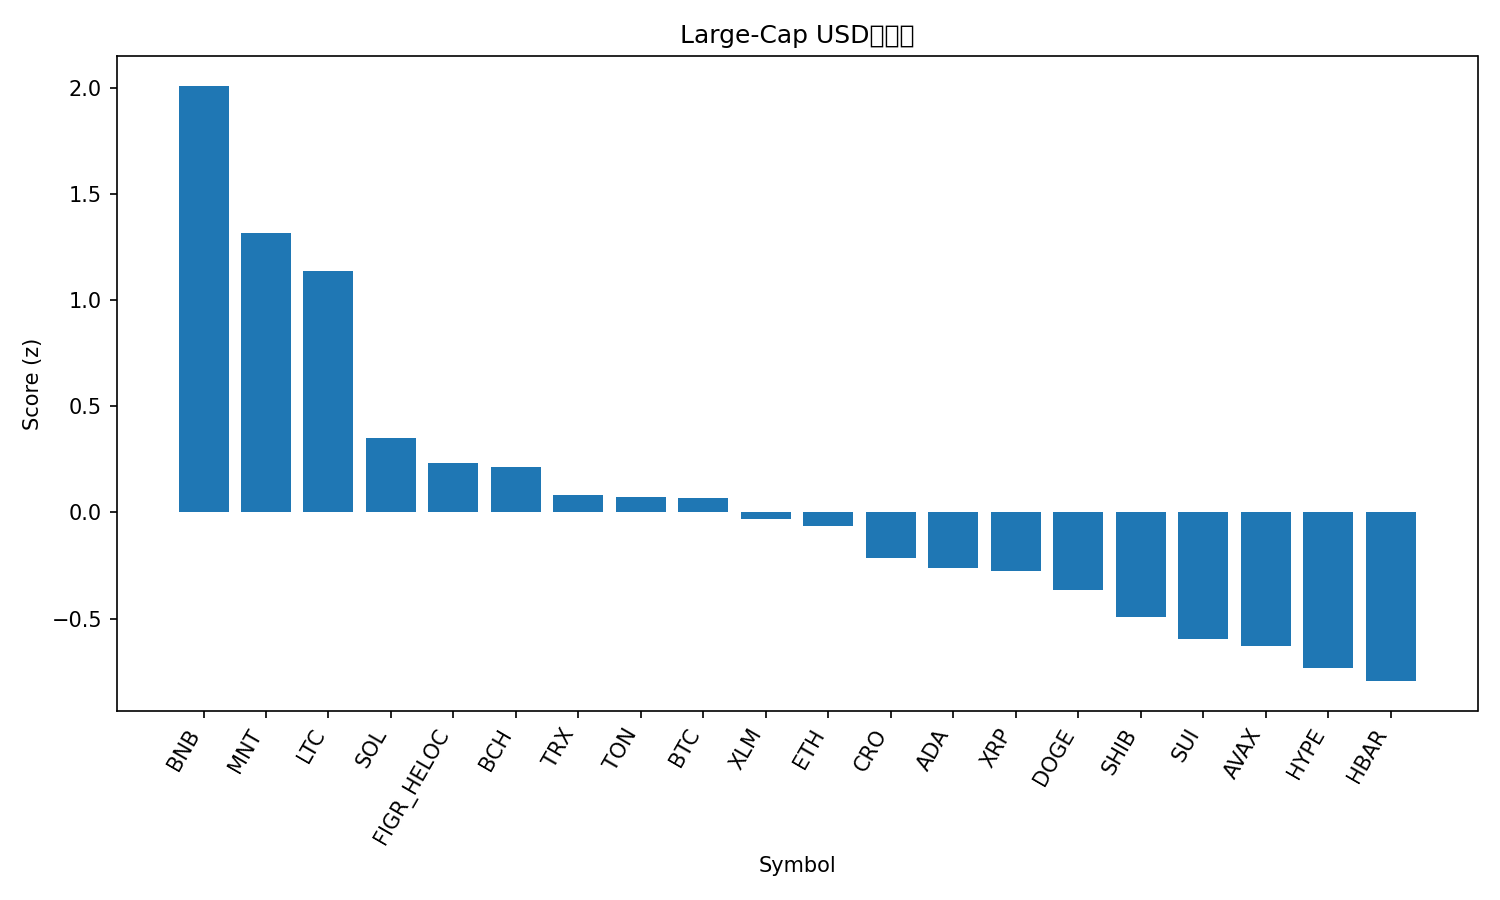 Large-Cap USD
2.0
1.5
1.0
0.5
0.0
−0.5
Score (z)
BNB
MNT
LTC
SOL
FIGR_HELOC
BCH
TRX
TON
BTC
XLM
ETH
CRO
ADA
XRP
DOGE
SHIB
SUI
AVAX
HYPE
HBAR
Symbol